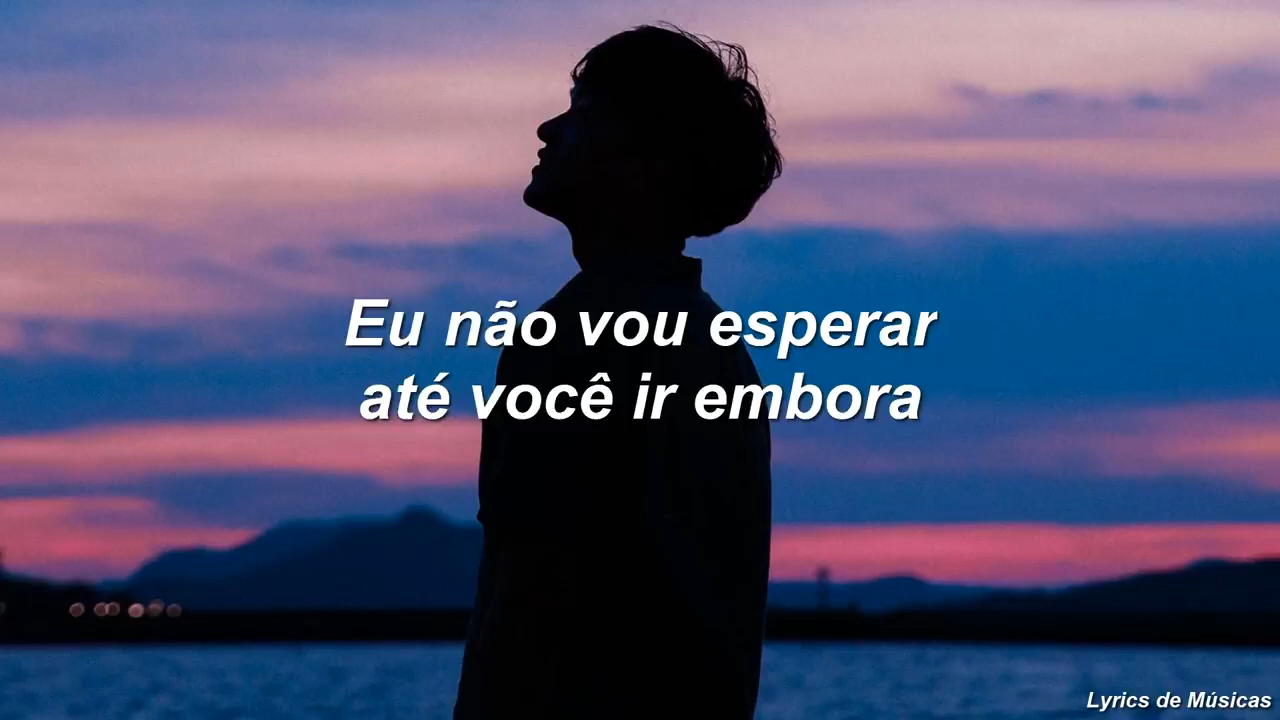 Eu não vou esperar
até você ir embora
Lyrics de Músicas